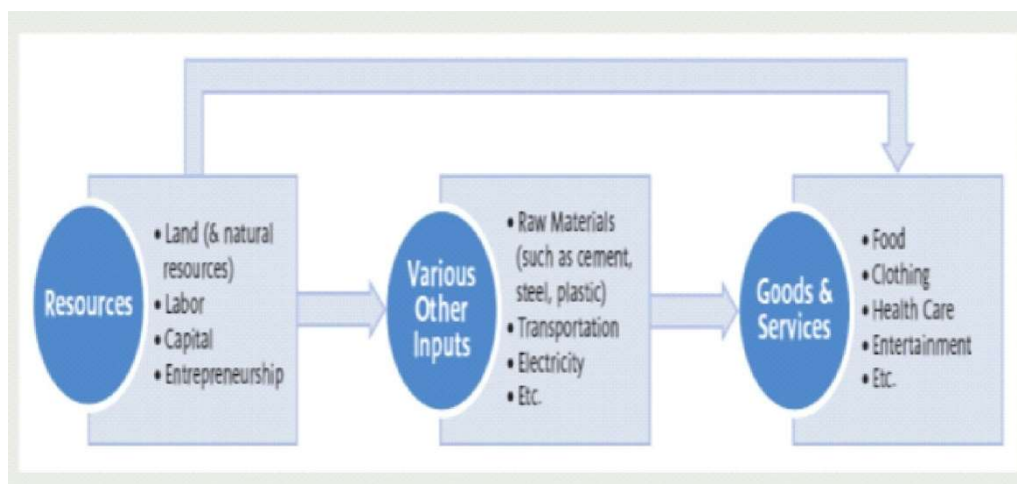 Resources
• Land (& natural
resources)
• Labor
• Capital
• Entrepreneurship
Various
Other
Inputs
• Raw Materials
(such as cement,
steel, plastic)
• Transportation
• Electricity
• Etc.
Goods &
Services
• Food
• Clothing
• Health Care
• Entertainment
• Etc.